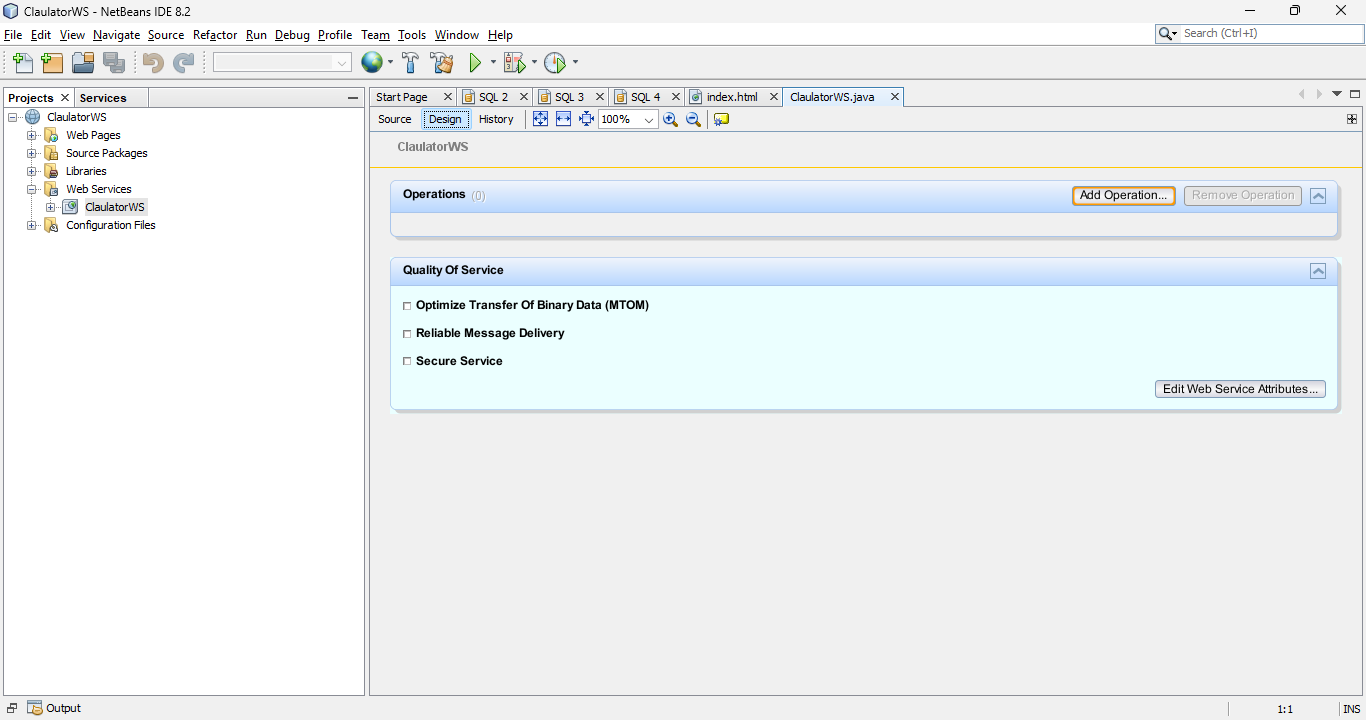 ClaulatorWS - NetBeans IDE 8.2
File Edit View Navigate Source Refactor Run Debug Profile Team Tools Window Help
Search (Ctrl+I)
Projects Services
Start Page SQL 2 SQL 3 SQL 4 index.html ClaulatorWS.java
ClaulatorWS
Web Pages
Source Packages
Libraries
Web Services
ClaulatorWS
Configuration Files
Source Design History 100%
ClaulatorWS
Operations (0) Add Operation... Remove Operation
Quality Of Service
Optimize Transfer Of Binary Data (MTOM)
Reliable Message Delivery
Secure Service
Edit Web Service Attributes...
Output 1:1 INS